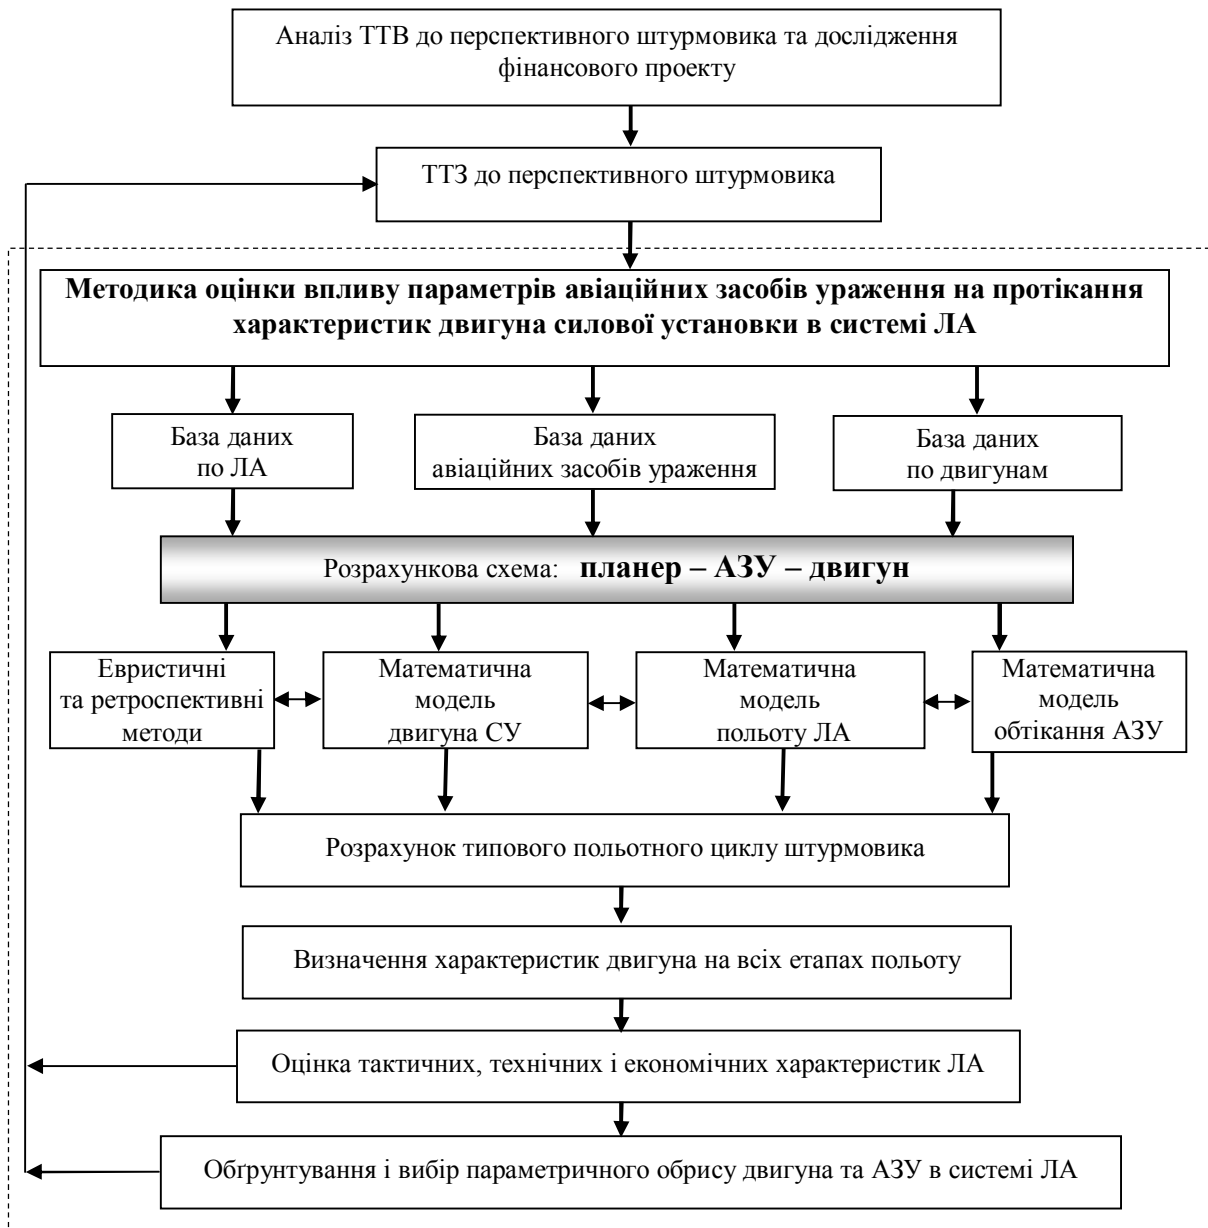 Аналіз ТТВ до перспективного штурмовика та дослідження
фінансового проекту
ТТЗ до перспективного штурмовика
Методика оцінки впливу параметрів авіаційних засобів ураження на протікання
характеристик двигуна силової установки в системі ЛА
База даних
по ЛА
База даних
авіаційних засобів ураження
База даних
по двигунам
Розрахункова схема: планер – АЗУ – двигун
Евристичні
та ретроспективні
методи
Математична
модель
двигуна СУ
Математична
модель
польоту ЛА
Математична
модель
обтікання АЗУ
Розрахунок типового польотного циклу штурмовика
Визначення характеристик двигуна на всіх етапах польоту
Оцінка тактичних, технічних і економічних характеристик ЛА
Обґрунтування і вибір параметричного обрису двигуна та АЗУ в системі ЛА